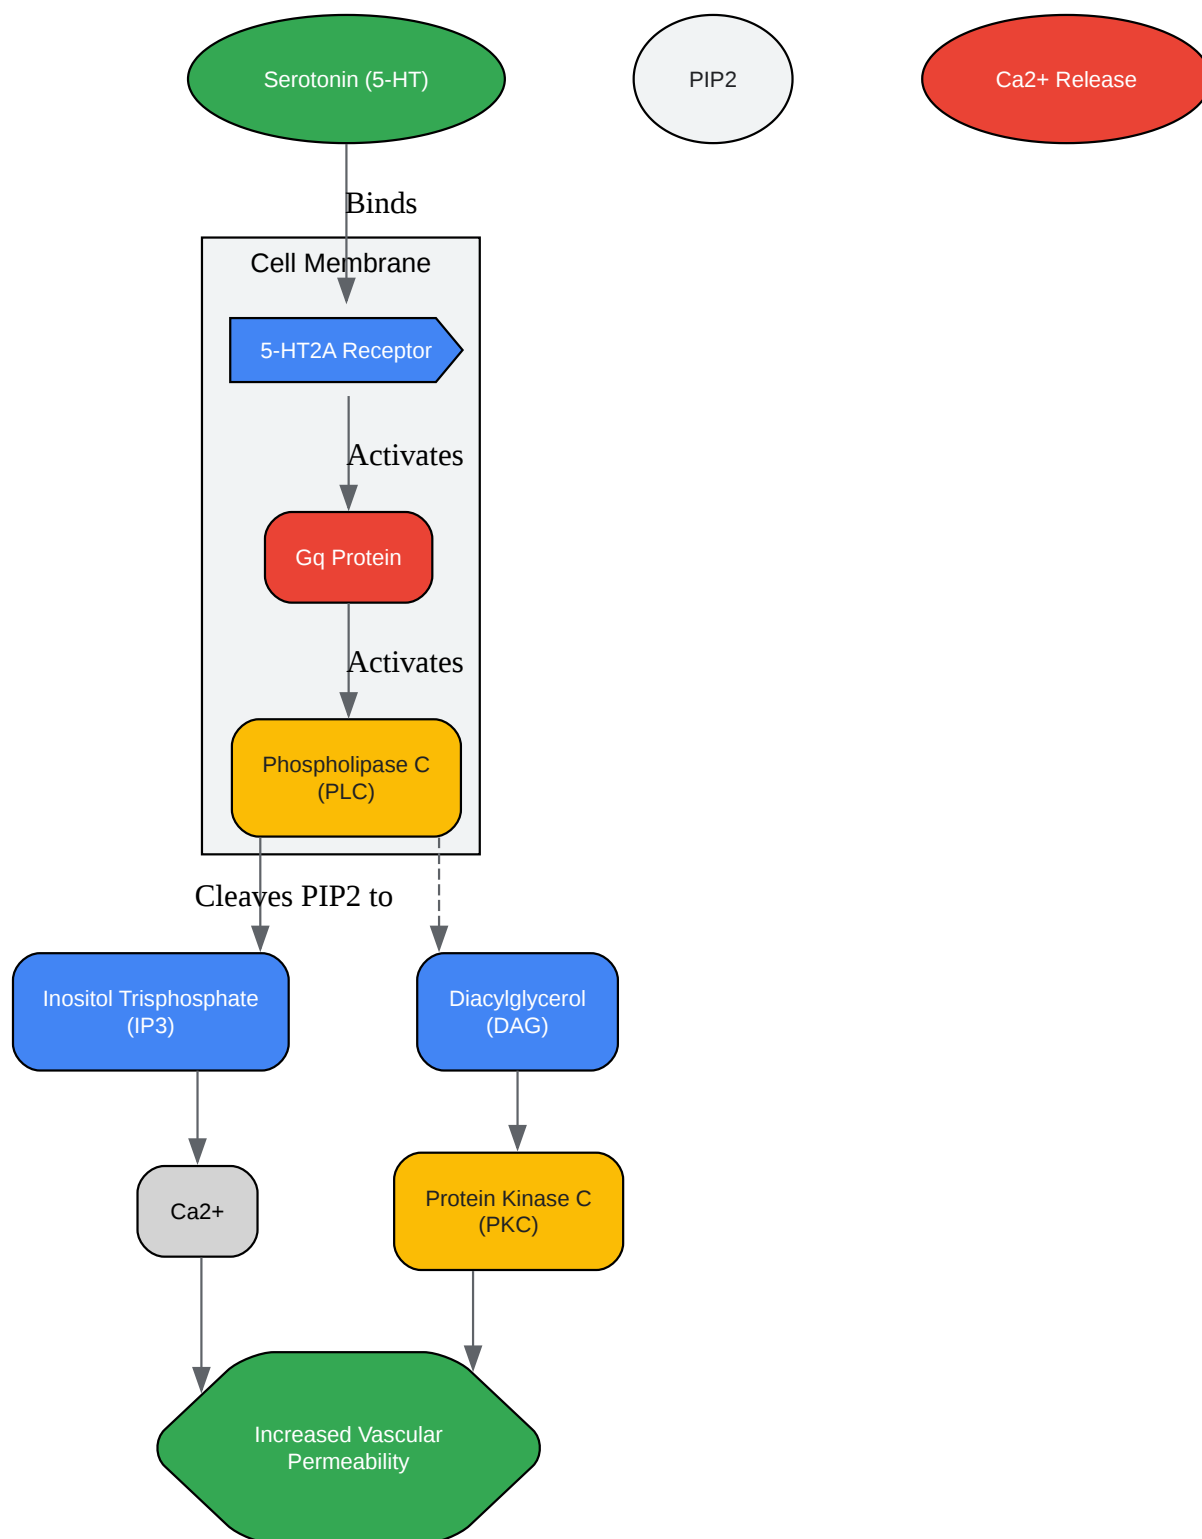 Serotonin (5-HT)
PIP2
Ca2+ Release
Binds
Cell Membrane
5-HT2A Receptor
Activates
Gq Protein
Activates
Phospholipase C
(PLC)
Cleaves PIP2 to
Inositol Trisphosphate
(IP3)
Diacylglycerol
(DAG)
Ca2+
Protein Kinase C
(PKC)
Increased Vascular
Permeability